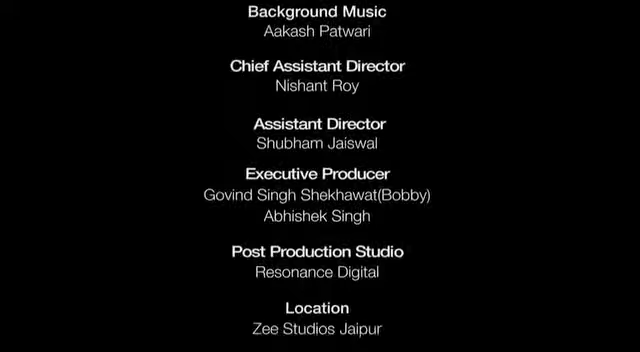 Background Music
Aakash Patwari
Chief Assistant Director
Nishant Roy
Assistant Director
Shubham Jaiswal
Executive Producer
Govind Singh Shekhawat(Bobby)
Abhishek Singh
Post Production Studio
Resonance Digital
Location
Zee Studios Jaipur